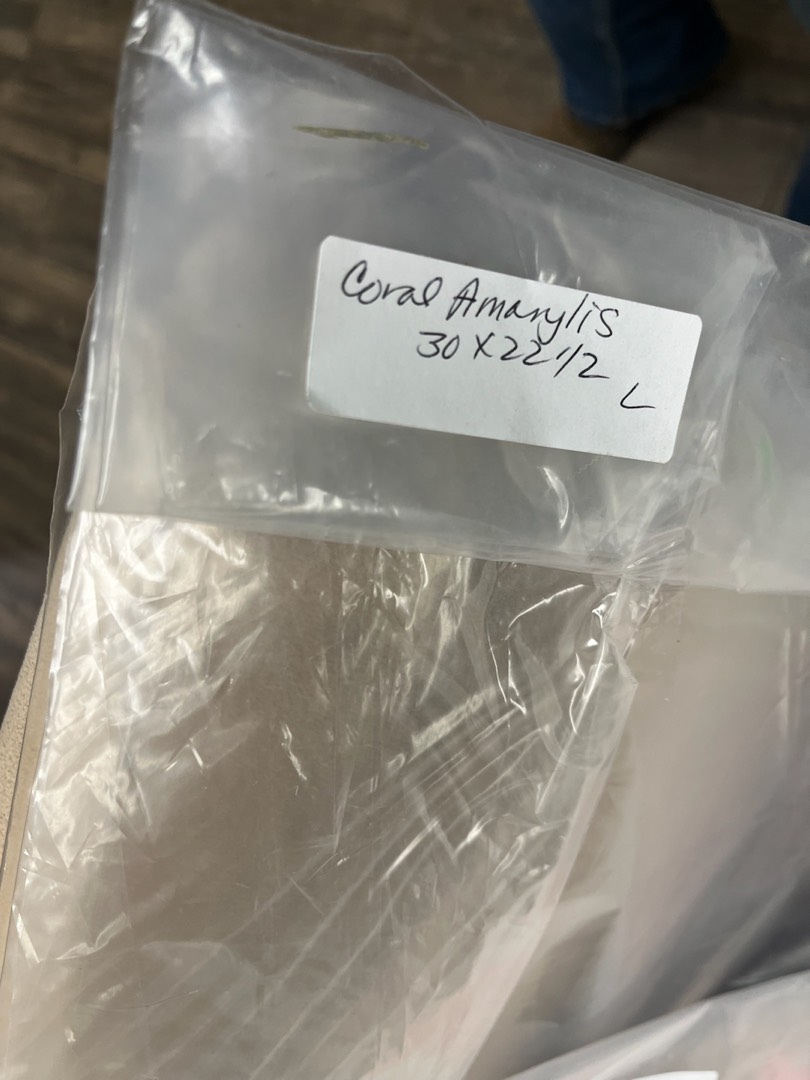 Coral Amarylis
30 X 22 1/2
L